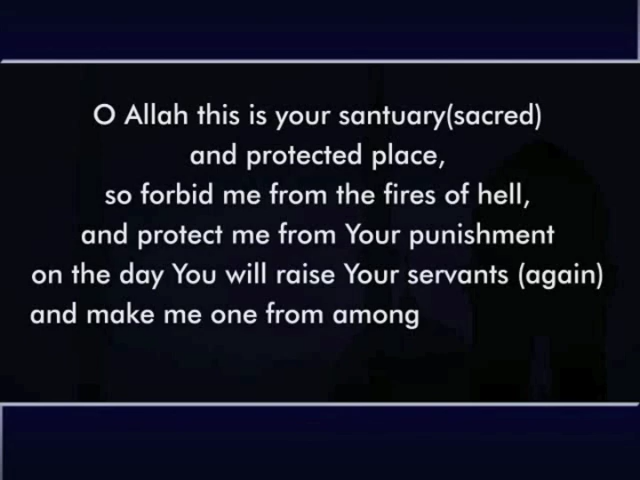 O Allah this is your santuary(sacred)
and protected place,
so forbid me from the fires of hell,
and protect me from Your punishment
on the day You will raise Your servants (again)
and make me one from among